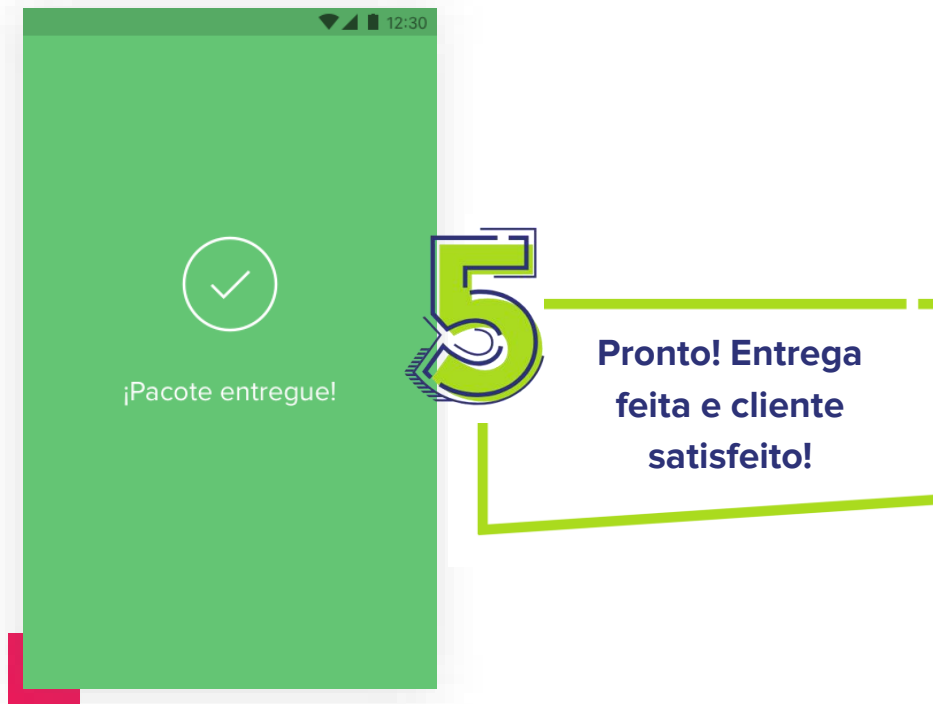 12:30
¡Pacote entregue!
5
Pronto! Entrega
feita e cliente
satisfeito!